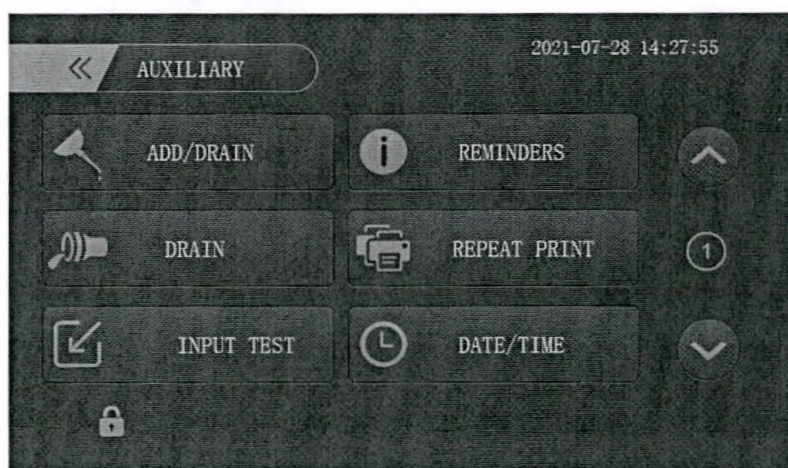 2021-07-28 14:27:55
AUXILIARY
ADD/DRAIN
REMINDERS
DRAIN
REPEAT PRINT
1
INPUT TEST
DATE/TIME